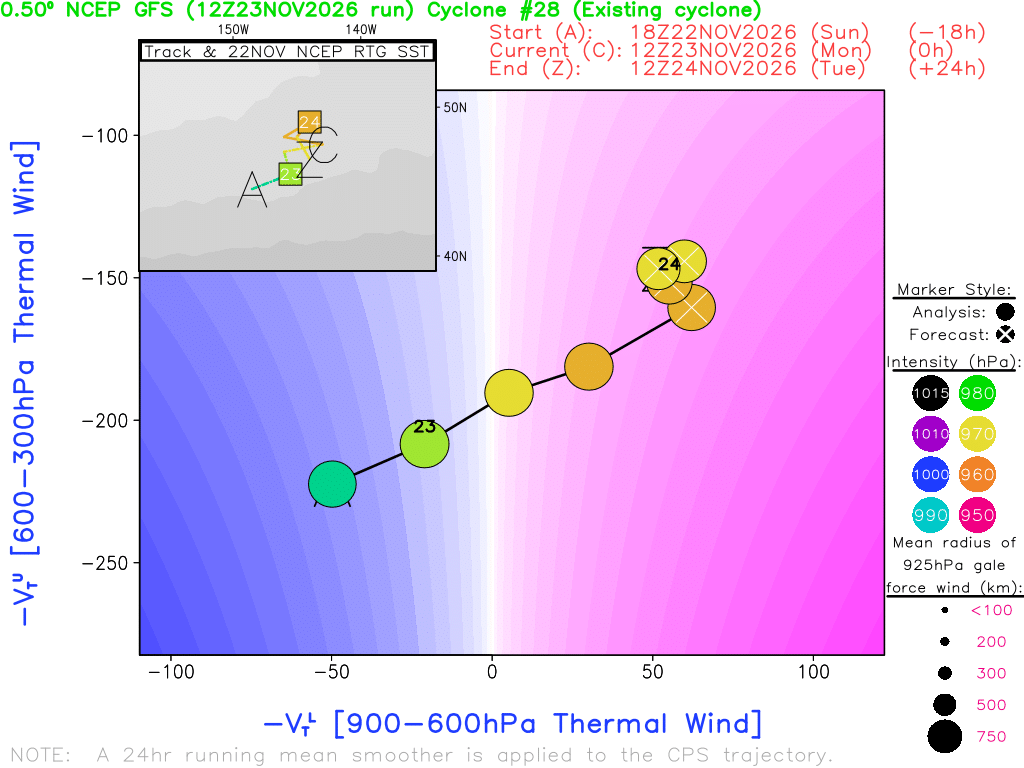 0.50° NCEP GFS (12Z23NOV2026 run) Cyclone #28 (Existing cyclone)
Start (A): 18Z22NOV2026 (Sun) (−18h)
Current (C): 12Z23NOV2026 (Mon) (0h)
End (Z): 12Z24NOV2026 (Tue) (+24h)
150W 140W
Track & 22NOV NCEP RTG SST
50N
40N
24
C
Z
23
A
−100
−150
−200
−250
−V_T^U [600−300hPa Thermal Wind]
24
23
A
−100 −50 0 50 100
−V_T^L [900−600hPa Thermal Wind]
Marker Style:
Analysis:
Forecast:
Intensity (hPa):
1015 980
1010 970
1000 960
990 950
Mean radius of
925hPa gale
force wind (km):
<100
200
300
500
750
NOTE: A 24hr running mean smoother is applied to the CPS trajectory.